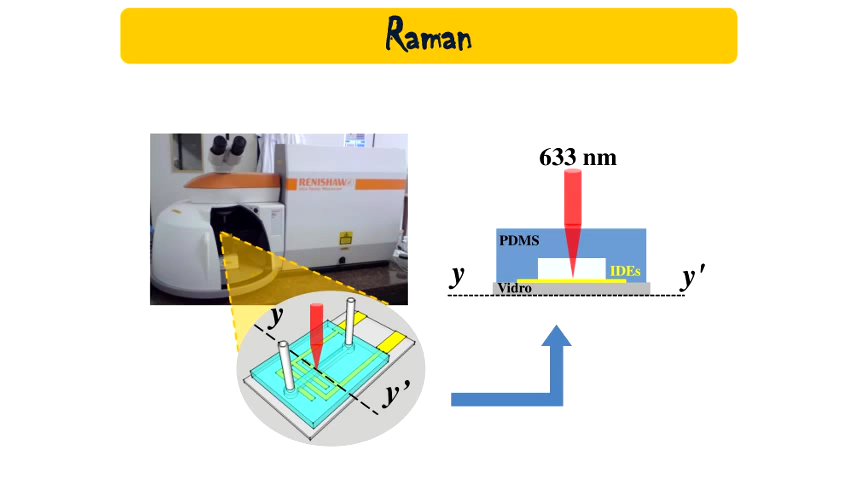 Raman
RENISHAW
633 nm
PDMS
IDEs
y
y'
Vidro
y
y’